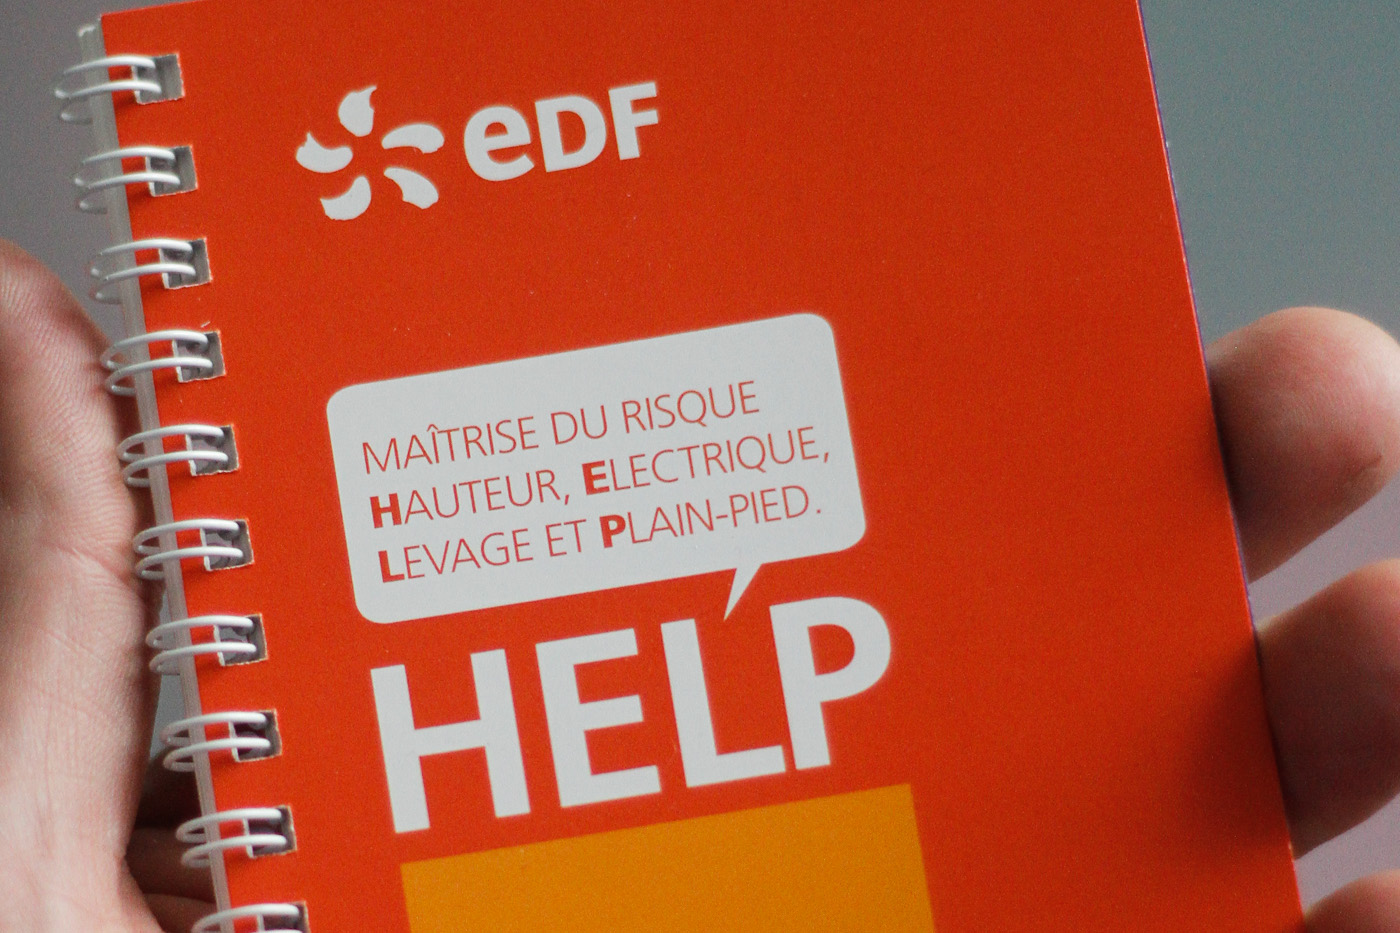 eDF
MAÎTRISE DU RISQUE
HAUTEUR, ELECTRIQUE,
LEVAGE ET PLAIN-PIED.
HELP